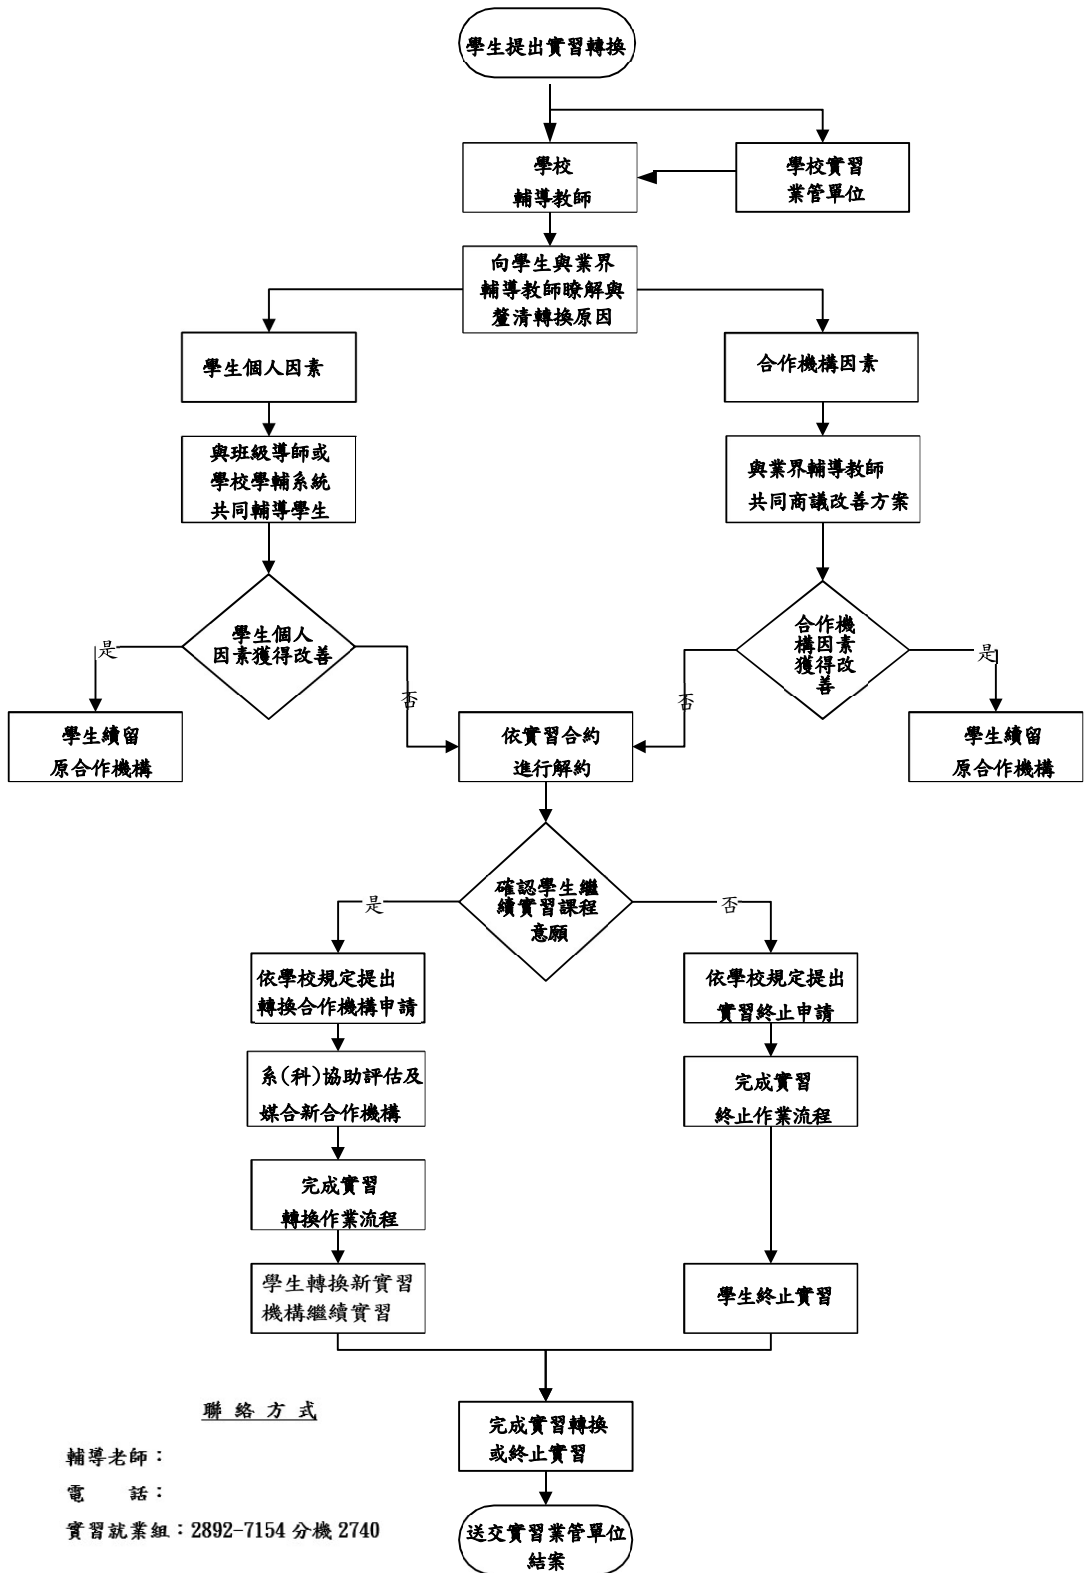 學生提出實習轉換
學校
輔導教師
學校實習
業管單位
向學生與業界
輔導教師瞭解與
釐清轉換原因
學生個人因素
合作機構因素
與班級導師或
學校學輔系統
共同輔導學生
與業界輔導教師
共同商議改善方案
學生個人
因素獲得改善
合作機
構因素
獲得改
善
是
否
否
是
學生續留
原合作機構
依實習合約
進行解約
學生續留
原合作機構
確認學生繼
續實習課程
意願
是
否
依學校規定提出
轉換合作機構申請
依學校規定提出
實習終止申請
系(科)協助評估及
媒合新合作機構
完成實習
終止作業流程
完成實習
轉換作業流程
學生轉換新實習
機構繼續實習
學生終止實習
完成實習轉換
或終止實習
送交實習業管單位
結案
聯 絡 方 式
輔導老師：
電　　話：
實習就業組：2892-7154 分機 2740